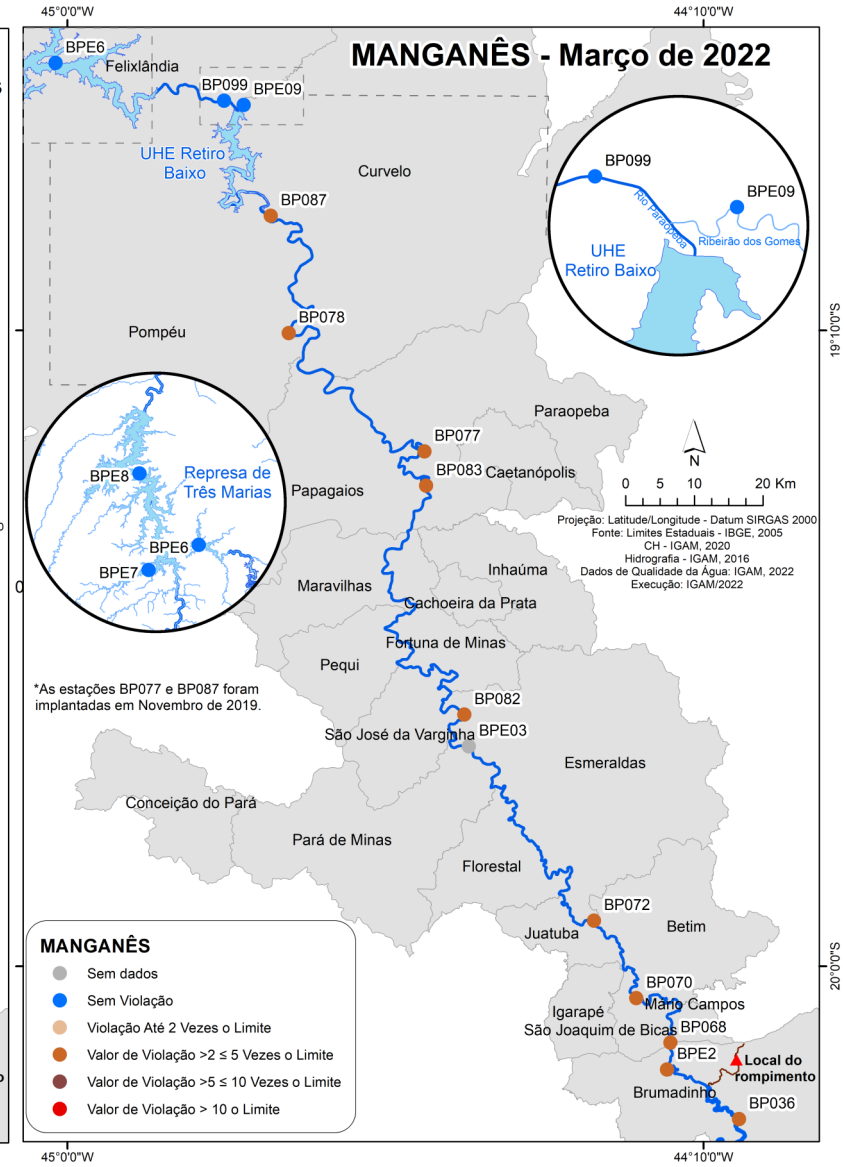 45°0'0"W
44°10'0"W
MANGANÊS - Março de 2022
BPE6
Felixlândia
BP099
BPE09
UHE Retiro
Baixo
Curvelo
BP087
BP099
BPE09
Rio Paraopeba
Ribeirão dos Gomes
UHE
Retiro Baixo
BP078
Pompéu
19°10'0"S
Paraopeba
BP077
BP083
Caetanópolis
Papagaios
N
0 5 10 20 Km
Projeção: Latitude/Longitude - Datum SIRGAS 2000
Fonte: Limites Estaduais - IBGE, 2005
CH - IGAM, 2020
Hidrografia - IGAM, 2016
Dados de Qualidade da Água: IGAM, 2022
Execução: IGAM/2022
BPE8
Represa de
Três Marias
BPE6
BPE7
Inhaúma
Maravilhas
Cachoeira da Prata
Fortuna de Minas
Pequi
*As estações BP077 e BP087 foram
implantadas em Novembro de 2019.
BP082
São José da Varginha
BPE03
Esmeraldas
Conceição do Pará
Pará de Minas
Florestal
BP072
Juatuba
Betim
20°0'0"S
BP070
Mário Campos
Igarapé
São Joaquim de Bicas
BP068
BPE2
Local do
rompimento
Brumadinho
BP036
MANGANÊS
Sem dados
Sem Violação
Violação Até 2 Vezes o Limite
Valor de Violação >2 ≤ 5 Vezes o Limite
Valor de Violação >5 ≤ 10 Vezes o Limite
Valor de Violação > 10 o Limite
45°0'0"W
44°10'0"W